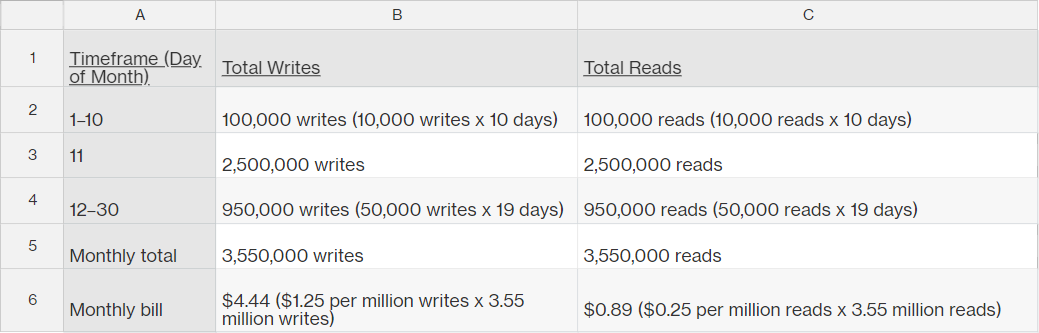 A B C
1 Timeframe (Day of Month) Total Writes Total Reads
2 1–10 100,000 writes (10,000 writes x 10 days) 100,000 reads (10,000 reads x 10 days)
3 11 2,500,000 writes 2,500,000 reads
4 12–30 950,000 writes (50,000 writes x 19 days) 950,000 reads (50,000 reads x 19 days)
5 Monthly total 3,550,000 writes 3,550,000 reads
6 Monthly bill $4.44 ($1.25 per million writes x 3.55 million writes) $0.89 ($0.25 per million reads x 3.55 million reads)